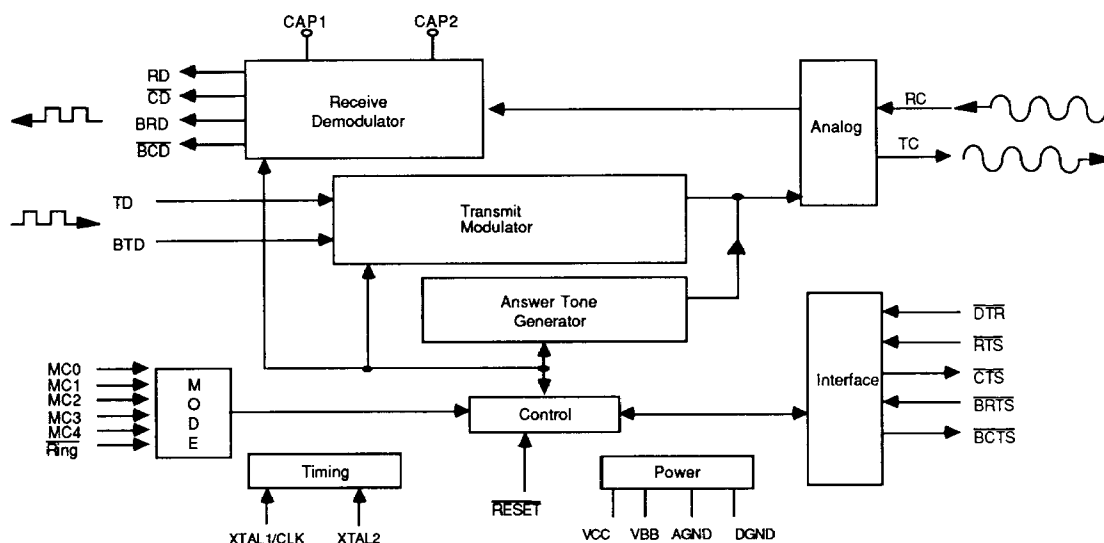 CAP1
CAP2
RD
CD
BRD
BCD
Receive
Demodulator
Analog
RC
TC
TD
BTD
Transmit
Modulator
Answer Tone
Generator
DTR
RTS
CTS
BRTS
BCTS
Interface
MC0
MC1
MC2
MC3
MC4
Ring
M
O
D
E
Control
Timing
Power
RESET
XTAL1/CLK
XTAL2
VCC
VBB
AGND
DGND